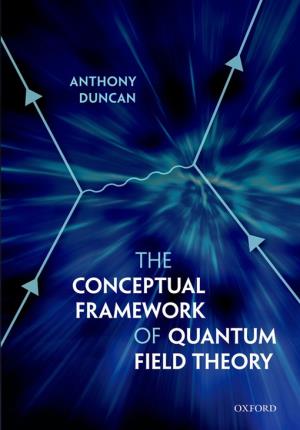 ANTHONY
DUNCAN
THE
CONCEPTUAL
FRAMEWORK
OF QUANTUM
FIELD THEORY
OXFORD